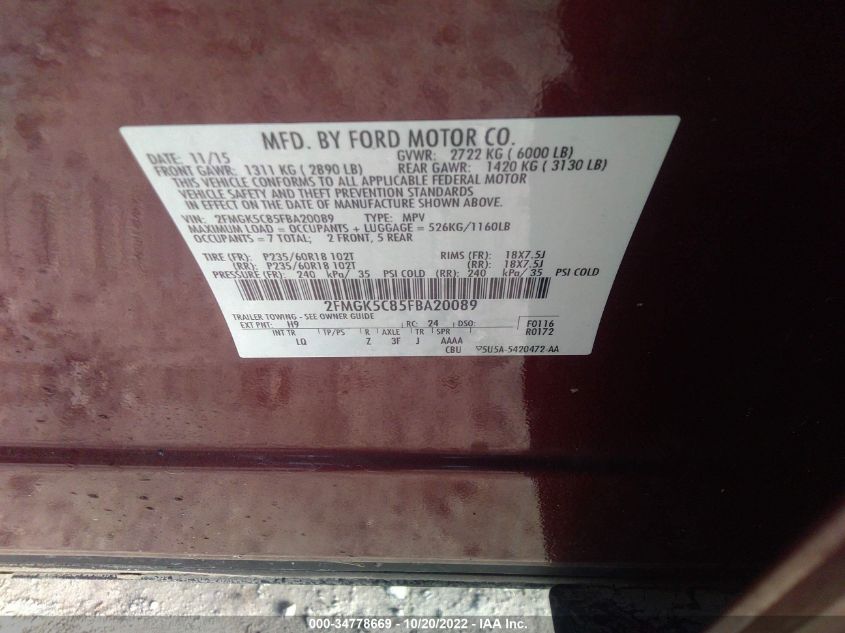 MFD. BY FORD MOTOR CO.
DATE: 11/15 GVWR: 2722 KG ( 6000 LB)
FRONT GAWR: 1311 KG ( 2890 LB) REAR GAWR: 1420 KG ( 3130 LB)
THIS VEHICLE CONFORMS TO ALL APPLICABLE FEDERAL MOTOR
VEHICLE SAFETY AND THEFT PREVENTION STANDARDS
IN EFFECT ON THE DATE OF MANUFACTURE SHOWN ABOVE.
VIN: 2FMGK5C85FBA20089 TYPE: MPV
MAXIMUM LOAD = OCCUPANTS + LUGGAGE = 526KG/1160LB
OCCUPANTS = 7 TOTAL; 2 FRONT, 5 REAR
TIRE (FR): P235/60R18 102T RIMS (FR): 18X7.5J
(RR): P235/60R18 102T (RR): 18X7.5J
PRESSURE (FR): 240 kPa/ 35 PSI COLD (RR): 240 kPa/ 35 PSI COLD
2FMGK5C85FBA20089
TRAILER TOWING - SEE OWNER GUIDE
EXT PNT: H9 RC: 24 DSO: F0116
INT TR TP/PS R AXLE TR SPR R0172
LQ Z 3F J AAAA
CBU 5U5A-5420472-AA
000-34778669 - 10/20/2022 - IAA Inc.